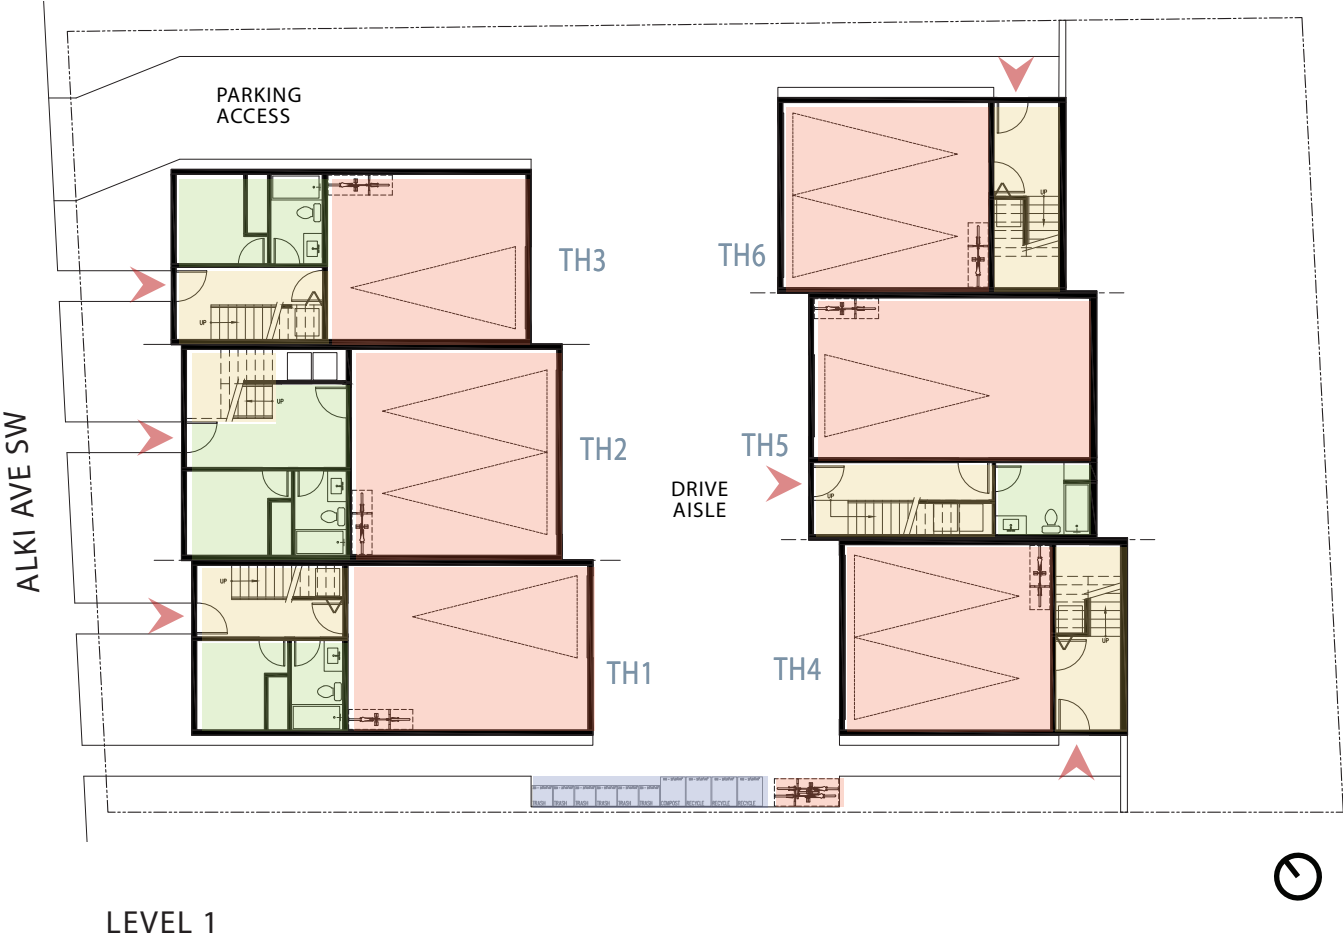 PARKING
ACCESS
TH3
TH6
UP
UP
UP
TH2
TH5
ALKI AVE SW
DRIVE
AISLE
UP
UP
TH1
TH4
UP
TRASH
TRASH
TRASH
TRASH
TRASH
TRASH
COMPOST
RECYCLE
RECYCLE
RECYCLE
LEVEL 1